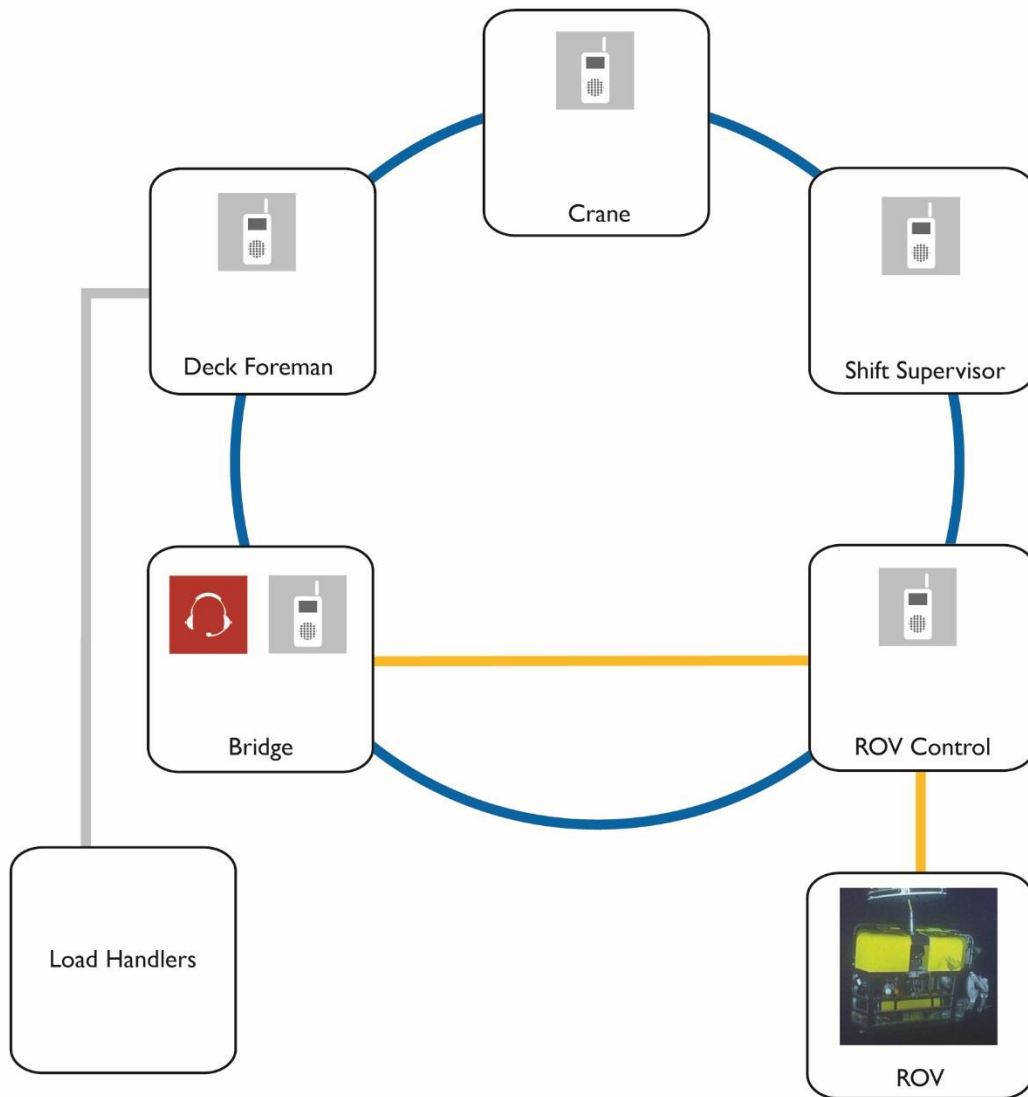 Crane
Deck Foreman
Shift Supervisor
Bridge
ROV Control
Load Handlers
ROV